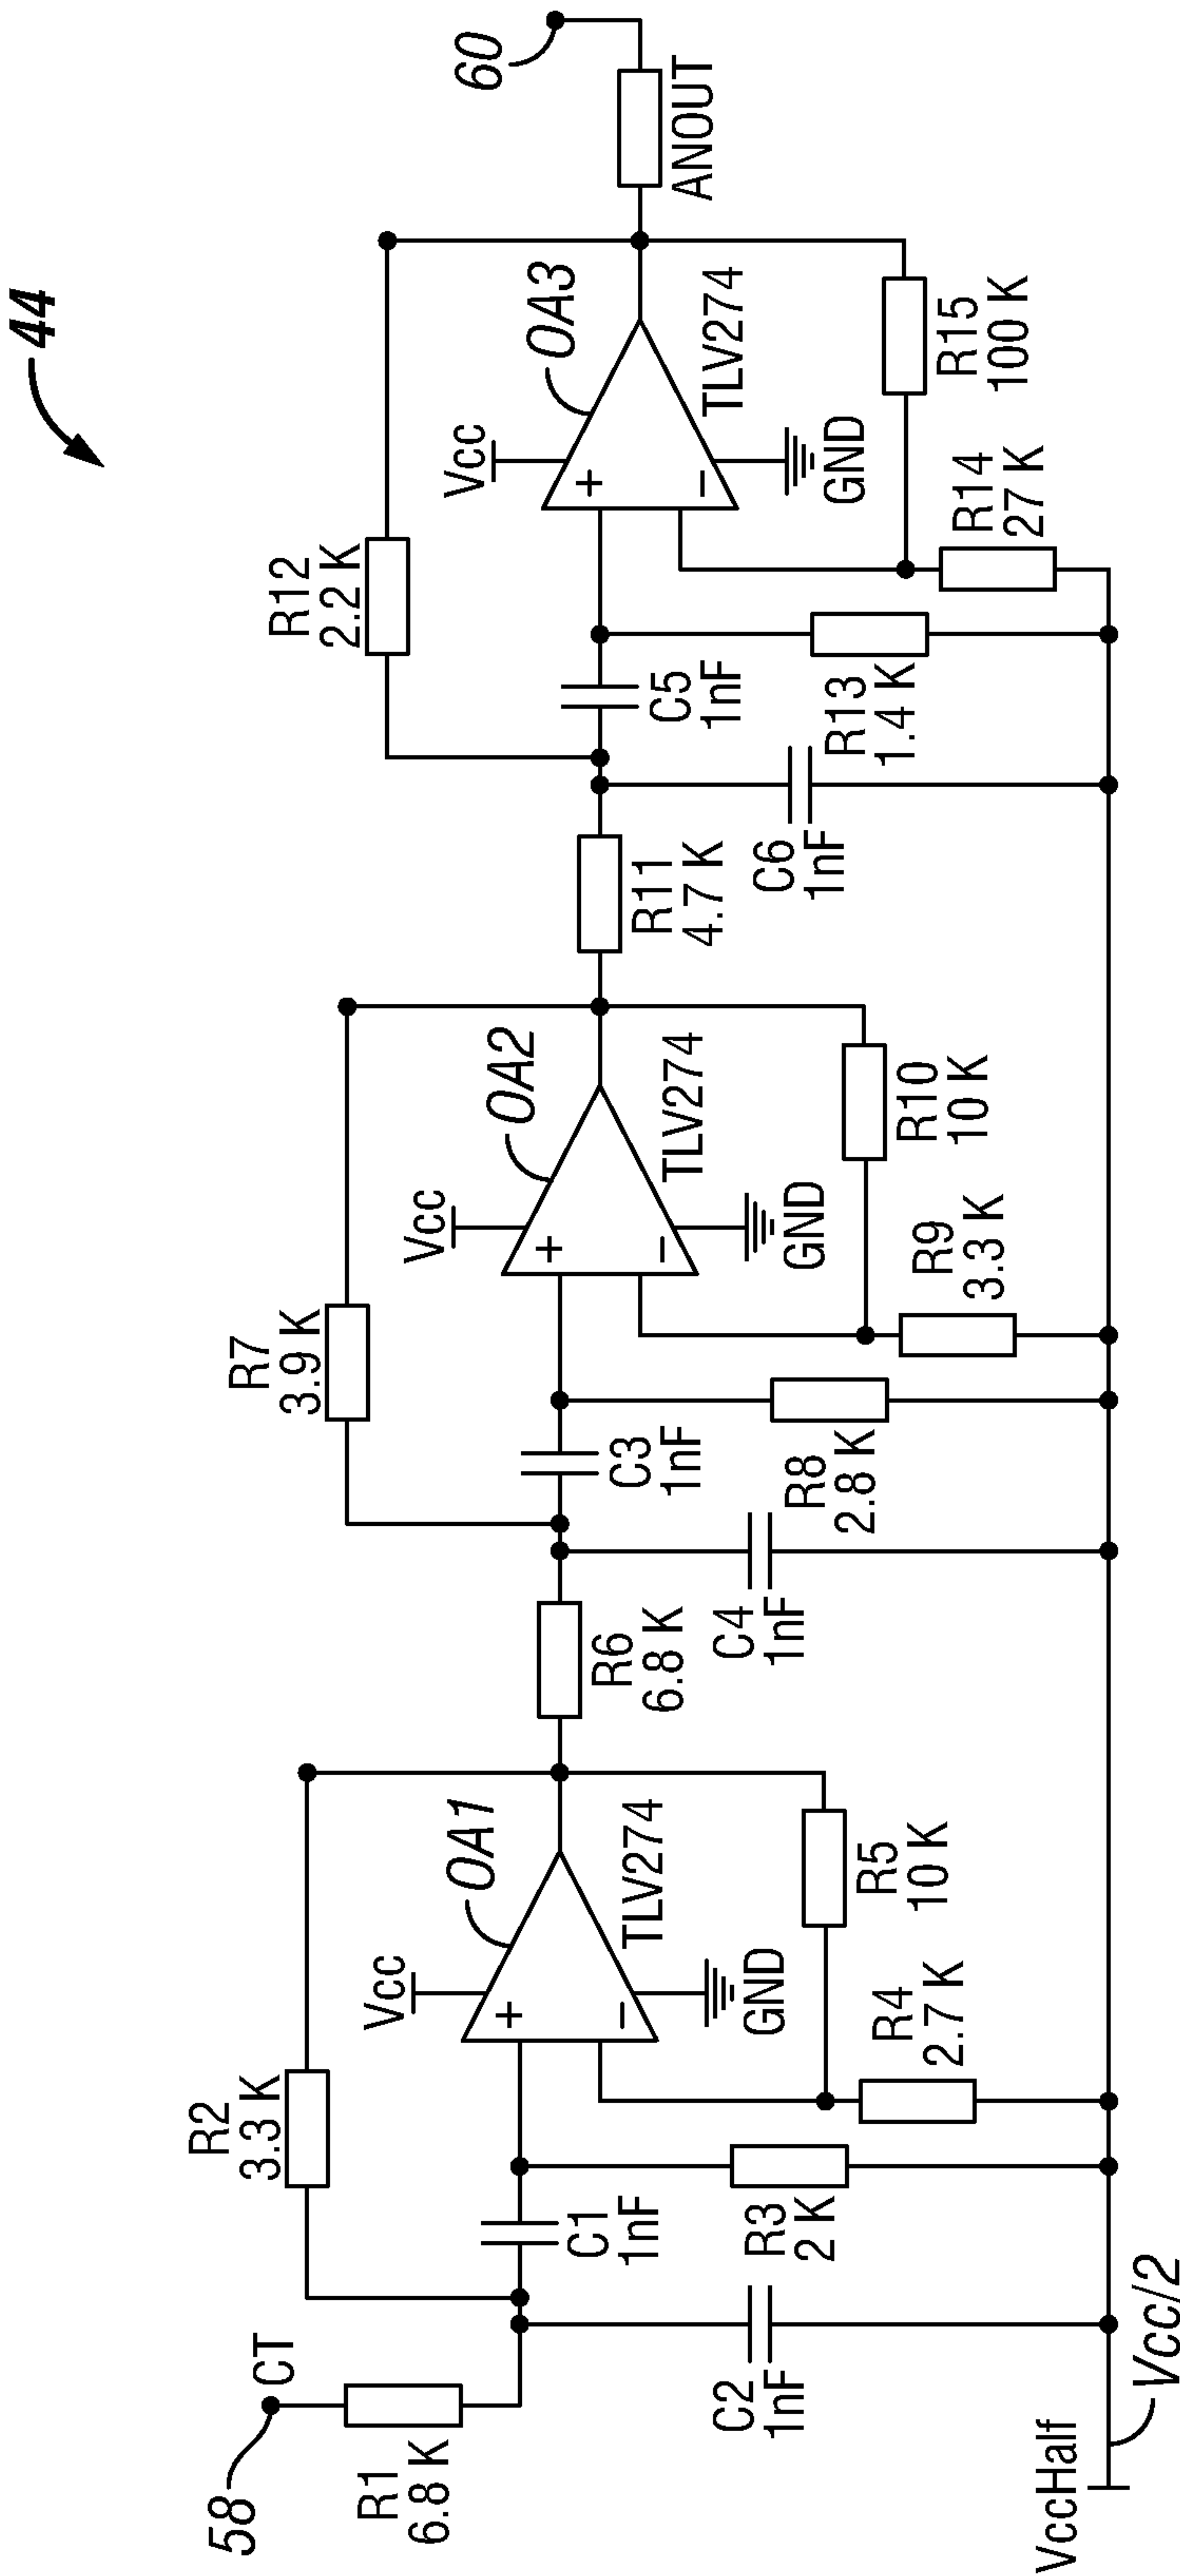 44
58
CT
R1
6.8 K
C2
1nF
R2
3.3 K
C1
1nF
R3
2 K
Vcc
OA1
+
−
TLV274
GND
R4
2.7 K
R5
10 K
R6
6.8 K
C4
1nF
R7
3.9 K
C3
1nF
R8
2.8 K
Vcc
OA2
+
−
TLV274
GND
R9
3.3 K
R10
10 K
R11
4.7 K
C6
1nF
R12
2.2 K
C5
1nF
R13
1.4 K
Vcc
OA3
+
−
TLV274
GND
R14
27 K
R15
100 K
ANOUT
60
VccHalf
Vcc/2